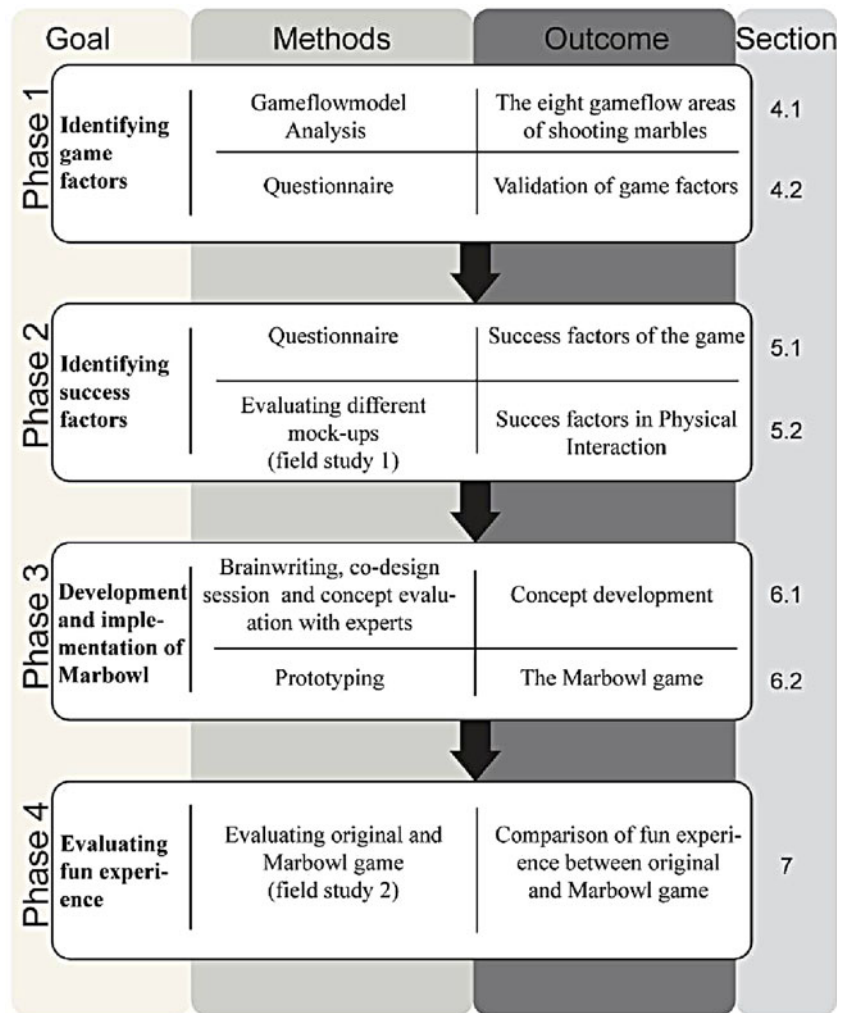 Goal Methods Outcome Section
Phase 1
Identifying
game
factors
Gameflowmodel
Analysis
The eight gameflow areas
of shooting marbles
4.1
Questionnaire
Validation of game factors
4.2
Phase 2
Identifying
success
factors
Questionnaire
Success factors of the game
5.1
Evaluating different
mock-ups
(field study 1)
Succes factors in Physical
Interaction
5.2
Phase 3
Development
and imple-
mentation of
Marbowl
Brainwriting, co-design
session and concept evalu-
ation with experts
Concept development
6.1
Prototyping
The Marbowl game
6.2
Phase 4
Evaluating
fun experi-
ence
Evaluating original and
Marbowl game
(field study 2)
Comparison of fun experi-
ence between original
and Marbowl game
7